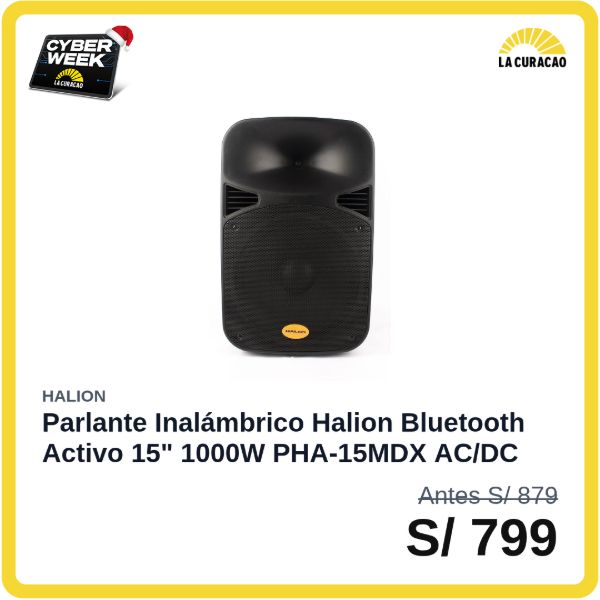 CYBER
WEEK
LA CURACAO
LA CURACAO
HALION
HALION
Parlante Inalámbrico Halion Bluetooth
Activo 15" 1000W PHA-15MDX AC/DC
Antes S/ 879
S/ 799